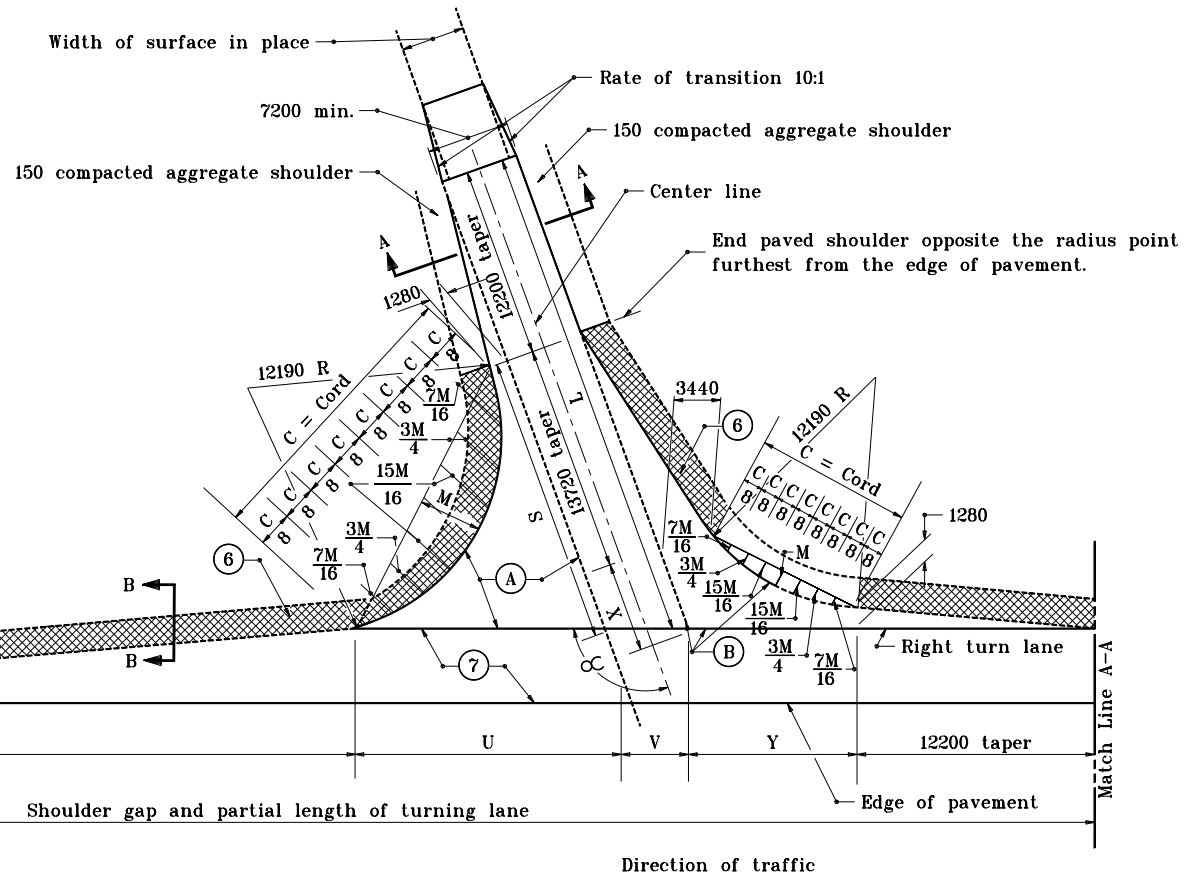 Width of surface in place
Rate of transition 10:1
7200 min.
150 compacted aggregate shoulder
150 compacted aggregate shoulder
Center line
A
A
End paved shoulder opposite the radius point
furthest from the edge of pavement.
12200 taper
1280
12190 R
C = Cord
C C C C C C C C
8 8 8 8 8 8 8 8
7M
16
3M
4
15M
16
M
3M
4
7M
16
L
13720 taper
S
X
3440
6
12190 R
C = Cord
C C C C C C C C
8 8 8 8 8 8 8 8
1280
7M
16
3M
4
15M
16
M
15M
16
3M
4
7M
16
6
B
B
A
B
7
∝
Right turn lane
U
V
Y
12200 taper
Match Line A-A
Edge of pavement
Shoulder gap and partial length of turning lane
Direction of traffic